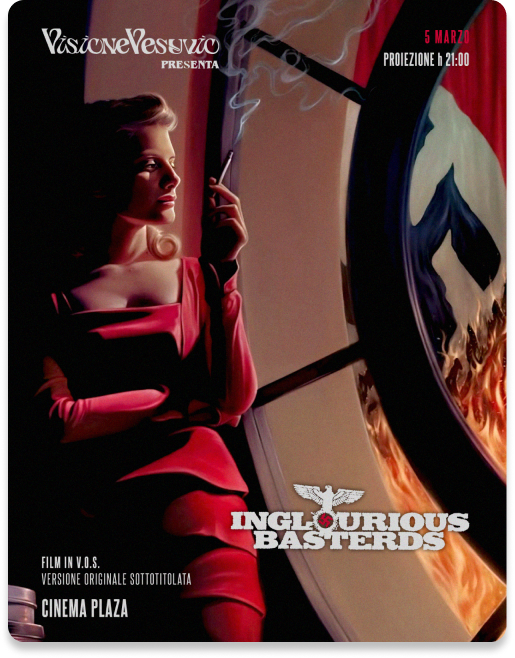 VisioneVesuvio
PRESENTA
5 MARZO
PROIEZIONE h 21:00
INGLOURIOUS
BASTERDS
FILM IN V.O.S.
VERSIONE ORIGINALE SOTTOTITOLATA
CINEMA PLAZA